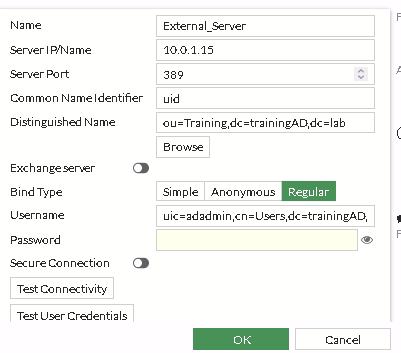 Name External_Server
Server IP/Name 10.0.1.15
Server Port 389
Common Name Identifier uid
Distinguished Name ou=Training,dc=trainingAD,dc=lab
Browse
Exchange server
Bind Type Simple Anonymous Regular
Username uic=adadmin,cn=Users,dc=trainingAD,
Password
Secure Connection
Test Connectivity
Test User Credentials
OK Cancel